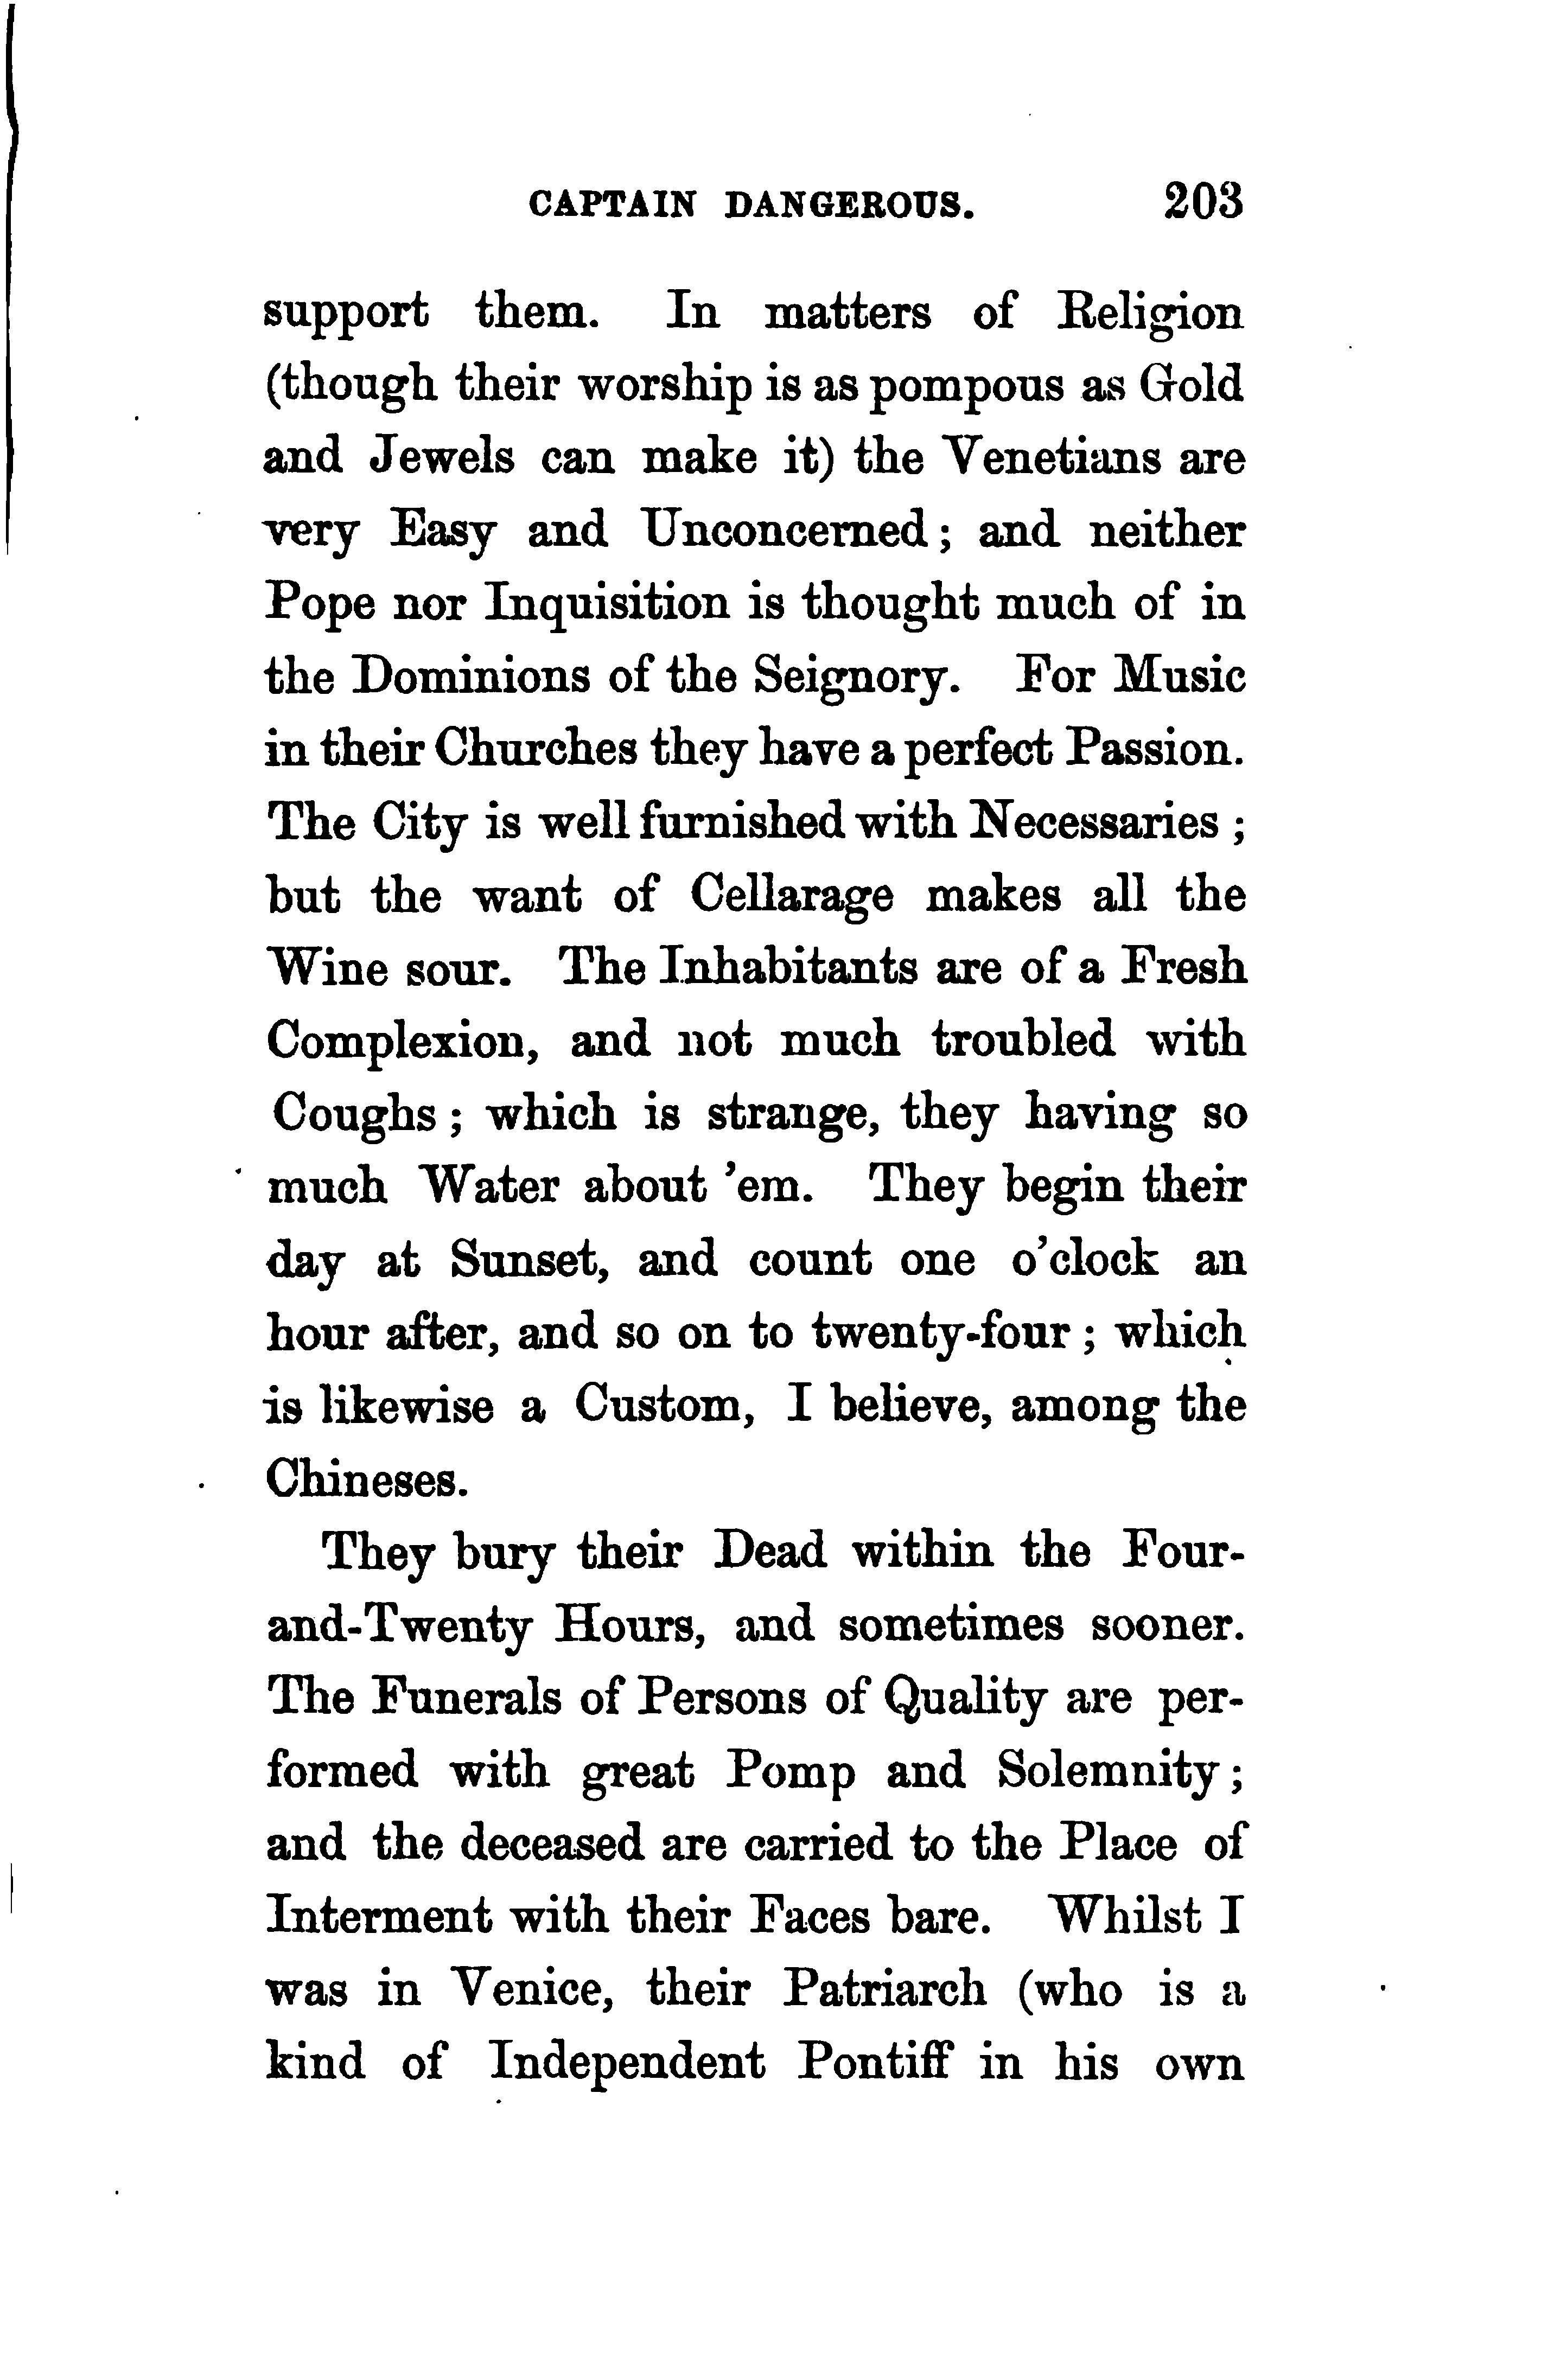 CAPTAIN DANGEROUS. 203
support them. In matters of Religion
(though their worship is as pompous as Gold
and Jewels can make it) the Venetians are
very Easy and Unconcerned; and neither
Pope nor Inquisition is thought much of in
the Dominions of the Seignory. For Music
in their Churches they have a perfect Passion.
The City is well furnished with Necessaries;
but the want of Cellarage makes all the
Wine sour. The Inhabitants are of a Fresh
Complexion, and not much troubled with
Coughs; which is strange, they having so
much Water about 'em. They begin their
day at Sunset, and count one o'clock an
hour after, and so on to twenty-four; which
is likewise a Custom, I believe, among the
Chineses.
They bury their Dead within the Four-
and-Twenty Hours, and sometimes sooner.
The Funerals of Persons of Quality are per-
formed with great Pomp and Solemnity;
and the deceased are carried to the Place of
Interment with their Faces bare. Whilst I
was in Venice, their Patriarch (who is a
kind of Independent Pontiff in his own